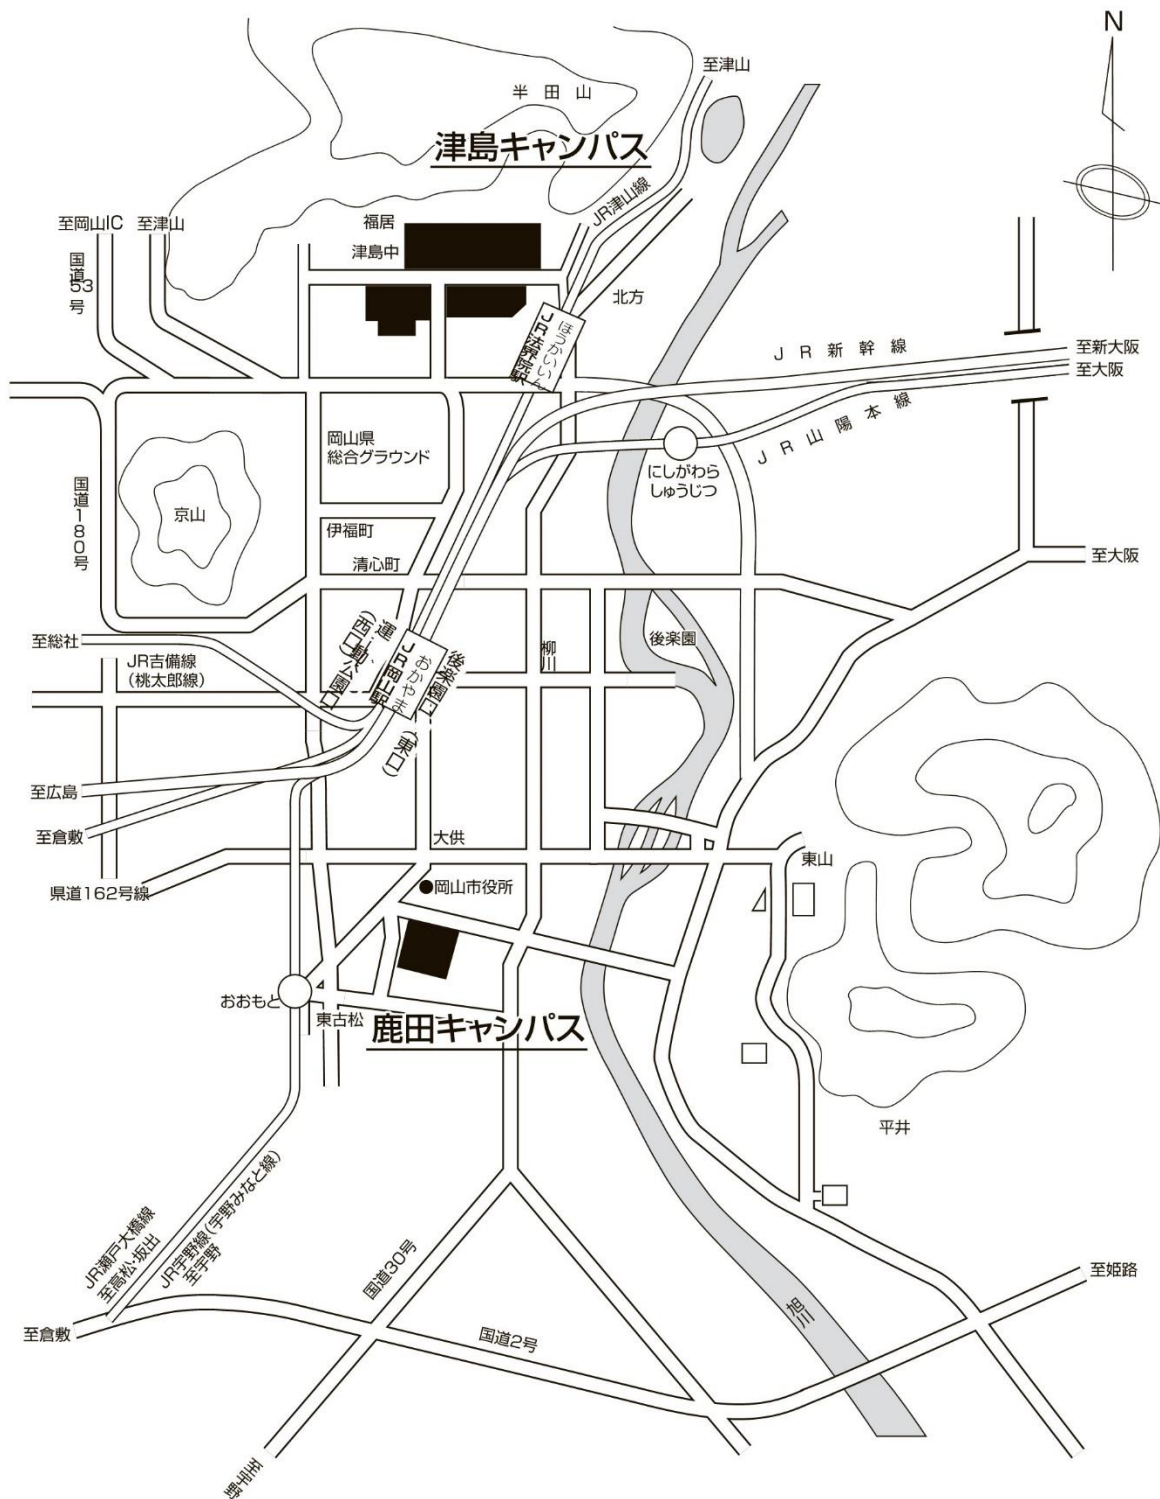 N
至津山
半田山
津島キャンパス
JR津山線
至岡山IC
至津山
福居
津島中
国道53号
北方
ほうかいいん
JR法界院駅
JR新幹線
至新大阪
至大阪
JR山陽本線
岡山県
総合グラウンド
にしがわら
しゅうじつ
国道180号
京山
伊福町
清心町
至大阪
至総社
JR吉備線
(桃太郎線)
運動公園口
(西口)
おかやま
JR岡山駅
後楽園口
(東口)
柳川
後楽園
至広島
至倉敷
大供
東山
県道162号線
岡山市役所
おおもと
東古松
鹿田キャンパス
平井
JR瀬戸大橋線
至高松・坂出
JR宇野線(宇野みなと線)
至宇野
国道30号
至姫路
旭川
至倉敷
国道2号
至玉野